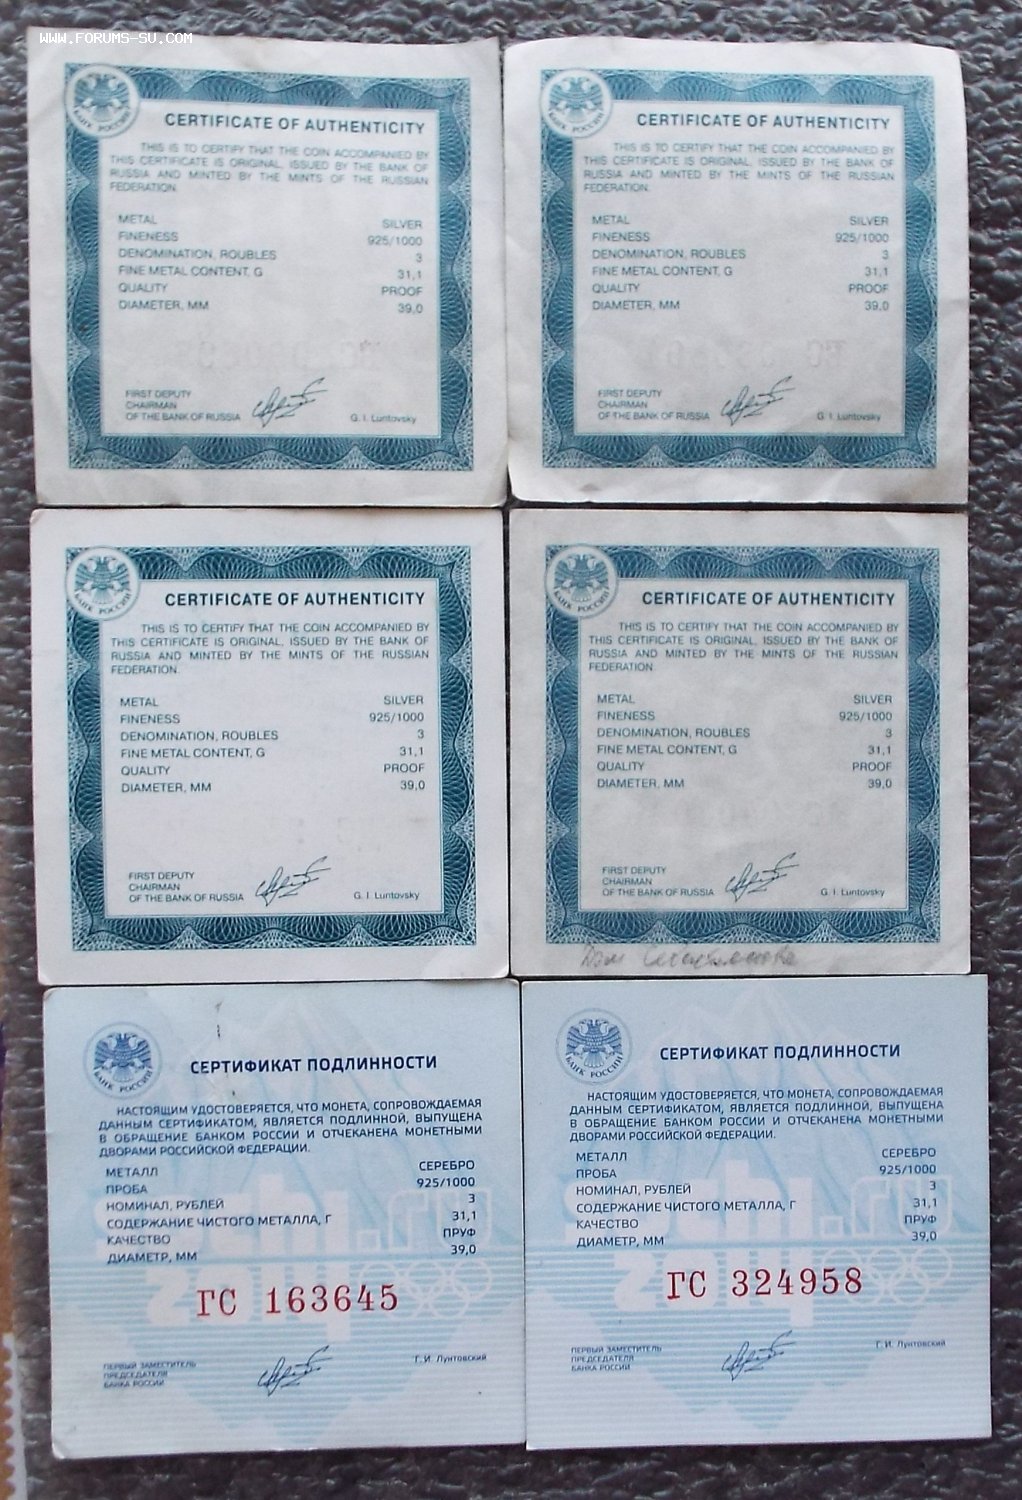 WWW.FORUMS-SU.COM
БАНК РОССИИ
CERTIFICATE OF AUTHENTICITY
THIS IS TO CERTIFY THAT THE COIN ACCOMPANIED BY
THIS CERTIFICATE IS ORIGINAL, ISSUED BY THE BANK OF
RUSSIA AND MINTED BY THE MINTS OF THE RUSSIAN
FEDERATION.
METAL SILVER
FINENESS 925/1000
DENOMINATION, ROUBLES 3
FINE METAL CONTENT, G 31,1
QUALITY PROOF
DIAMETER, MM 39,0
FIRST DEPUTY
CHAIRMAN
OF THE BANK OF RUSSIA G. I. Luntovsky
БАНК РОССИИ
CERTIFICATE OF AUTHENTICITY
THIS IS TO CERTIFY THAT THE COIN ACCOMPANIED BY
THIS CERTIFICATE IS ORIGINAL, ISSUED BY THE BANK OF
RUSSIA AND MINTED BY THE MINTS OF THE RUSSIAN
FEDERATION.
METAL SILVER
FINENESS 925/1000
DENOMINATION, ROUBLES 3
FINE METAL CONTENT, G 31,1
QUALITY PROOF
DIAMETER, MM 39,0
FIRST DEPUTY
CHAIRMAN
OF THE BANK OF RUSSIA G. I. Luntovsky
БАНК РОССИИ
CERTIFICATE OF AUTHENTICITY
THIS IS TO CERTIFY THAT THE COIN ACCOMPANIED BY
THIS CERTIFICATE IS ORIGINAL, ISSUED BY THE BANK OF
RUSSIA AND MINTED BY THE MINTS OF THE RUSSIAN
FEDERATION.
METAL SILVER
FINENESS 925/1000
DENOMINATION, ROUBLES 3
FINE METAL CONTENT, G 31,1
QUALITY PROOF
DIAMETER, MM 39,0
FIRST DEPUTY
CHAIRMAN
OF THE BANK OF RUSSIA G. I. Luntovsky
БАНК РОССИИ
CERTIFICATE OF AUTHENTICITY
THIS IS TO CERTIFY THAT THE COIN ACCOMPANIED BY
THIS CERTIFICATE IS ORIGINAL, ISSUED BY THE BANK OF
RUSSIA AND MINTED BY THE MINTS OF THE RUSSIAN
FEDERATION.
METAL SILVER
FINENESS 925/1000
DENOMINATION, ROUBLES 3
FINE METAL CONTENT, G 31,1
QUALITY PROOF
DIAMETER, MM 39,0
FIRST DEPUTY
CHAIRMAN
OF THE BANK OF RUSSIA G. I. Luntovsky
Дом
БАНК РОССИИ
СЕРТИФИКАТ ПОДЛИННОСТИ
НАСТОЯЩИМ УДОСТОВЕРЯЕТСЯ, ЧТО МОНЕТА, СОПРОВОЖДАЕМАЯ
ДАННЫМ СЕРТИФИКАТОМ, ЯВЛЯЕТСЯ ПОДЛИННОЙ, ВЫПУЩЕНА
В ОБРАЩЕНИЕ БАНКОМ РОССИИ И ОТЧЕКАНЕНА МОНЕТНЫМИ
ДВОРАМИ РОССИЙСКОЙ ФЕДЕРАЦИИ.
МЕТАЛЛ СЕРЕБРО
ПРОБА 925/1000
НОМИНАЛ, РУБЛЕЙ 3
СОДЕРЖАНИЕ ЧИСТОГО МЕТАЛЛА, Г 31,1
КАЧЕСТВО ПРУФ
ДИАМЕТР, ММ 39,0
ГС 163645
ПЕРВЫЙ ЗАМЕСТИТЕЛЬ
ПРЕДСЕДАТЕЛЯ
БАНКА РОССИИ Г. И. Лунтовский
БАНК РОССИИ
СЕРТИФИКАТ ПОДЛИННОСТИ
НАСТОЯЩИМ УДОСТОВЕРЯЕТСЯ, ЧТО МОНЕТА, СОПРОВОЖДАЕМАЯ
ДАННЫМ СЕРТИФИКАТОМ, ЯВЛЯЕТСЯ ПОДЛИННОЙ, ВЫПУЩЕНА
В ОБРАЩЕНИЕ БАНКОМ РОССИИ И ОТЧЕКАНЕНА МОНЕТНЫМИ
ДВОРАМИ РОССИЙСКОЙ ФЕДЕРАЦИИ.
МЕТАЛЛ СЕРЕБРО
ПРОБА 925/1000
НОМИНАЛ, РУБЛЕЙ 3
СОДЕРЖАНИЕ ЧИСТОГО МЕТАЛЛА, Г 31,1
КАЧЕСТВО ПРУФ
ДИАМЕТР, ММ 39,0
ГС 324958
ПЕРВЫЙ ЗАМЕСТИТЕЛЬ
ПРЕДСЕДАТЕЛЯ
БАНКА РОССИИ Г. И. Лунтовский